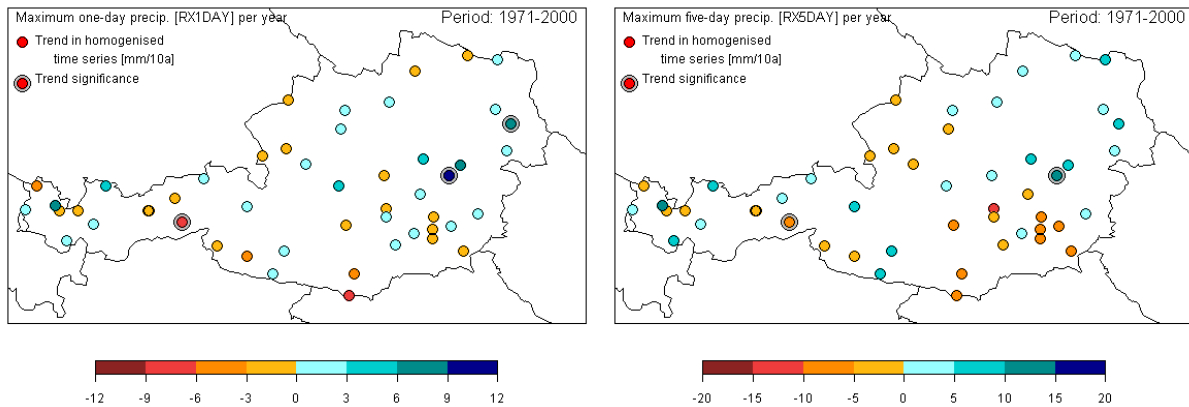 Maximum one-day precip. [RX1DAY] per year
Period: 1971-2000
Trend in homogenised
time series [mm/10a]
Trend significance
-12 -9 -6 -3 0 3 6 9 12
Maximum five-day precip. [RX5DAY] per year
Period: 1971-2000
Trend in homogenised
time series [mm/10a]
Trend significance
-20 -15 -10 -5 0 5 10 15 20